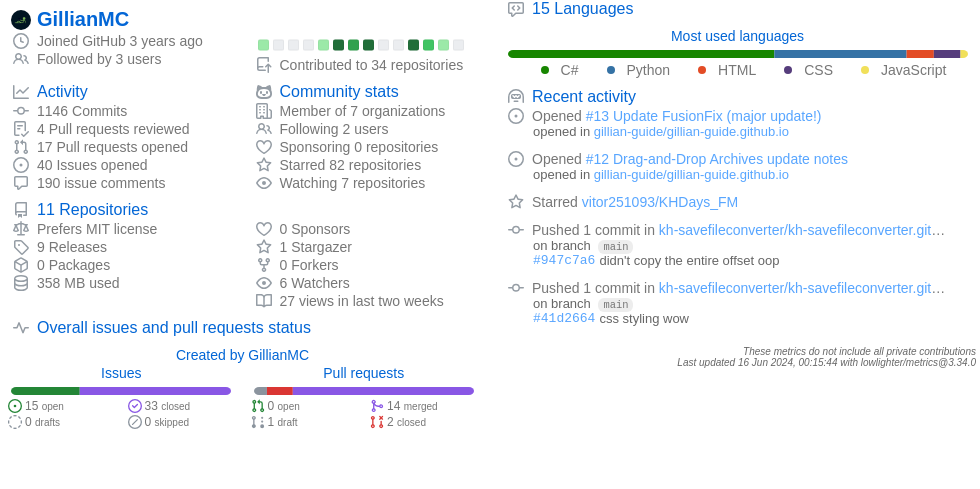 GillianMC
Joined GitHub 3 years ago
Followed by 3 users
Contributed to 34 repositories
Activity
1146 Commits
4 Pull requests reviewed
17 Pull requests opened
40 Issues opened
190 issue comments
Community stats
Member of 7 organizations
Following 2 users
Sponsoring 0 repositories
Starred 82 repositories
Watching 7 repositories
11 Repositories
Prefers MIT license
9 Releases
0 Packages
358 MB used
0 Sponsors
1 Stargazer
0 Forkers
6 Watchers
27 views in last two weeks
Overall issues and pull requests status
Created by GillianMC
Issues
15 open
33 closed
0 drafts
0 skipped
Pull requests
0 open
14 merged
1 draft
2 closed
15 Languages
Most used languages
C# Python HTML CSS JavaScript
Recent activity
Opened #13 Update FusionFix (major update!)
opened in gillian-guide/gillian-guide.github.io
Opened #12 Drag-and-Drop Archives update notes
opened in gillian-guide/gillian-guide.github.io
Starred vitor251093/KHDays_FM
Pushed 1 commit in kh-savefileconverter/kh-savefileconverter.git…
on branch main
#947c7a6 didn't copy the entire offset oop
Pushed 1 commit in kh-savefileconverter/kh-savefileconverter.git…
on branch main
#41d2664 css styling wow
These metrics do not include all private contributions
Last updated 16 Jun 2024, 00:15:44 with lowlighter/metrics@3.34.0